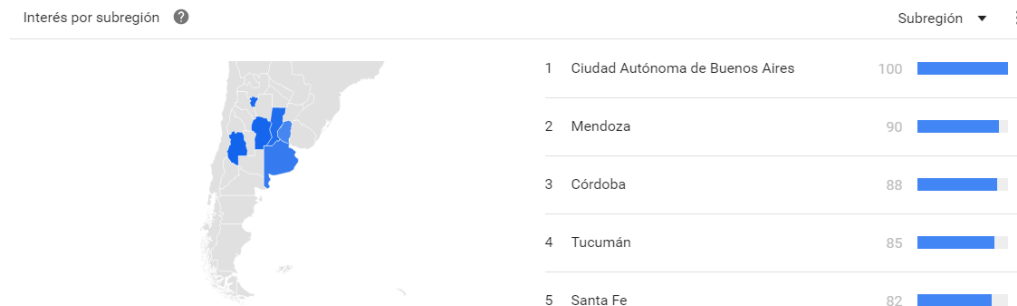 Interés por subregión
Subregión
1 Ciudad Autónoma de Buenos Aires 100
2 Mendoza 90
3 Córdoba 88
4 Tucumán 85
5 Santa Fe 82